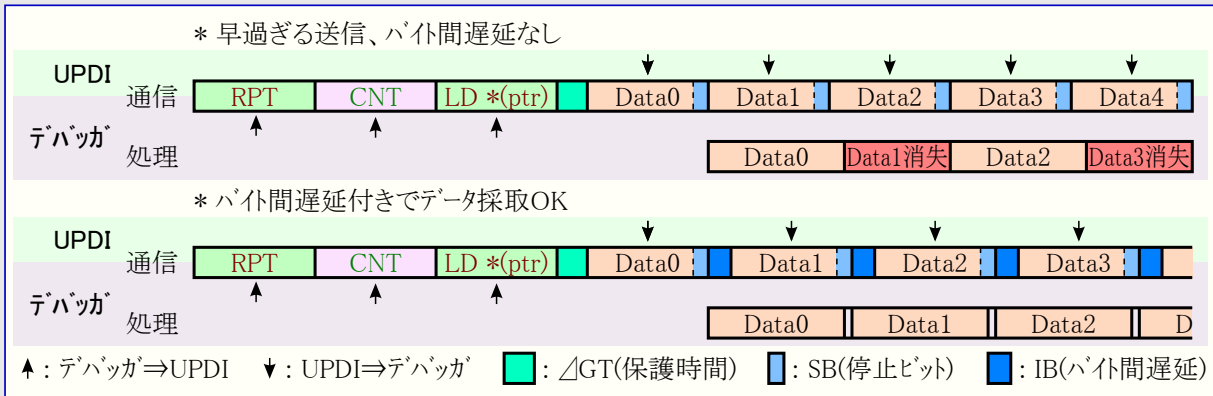 * 早過ぎる送信、バイト間遅延なし
UPDI
通信 RPT CNT LD *(ptr) Data0 Data1 Data2 Data3 Data4
デバッガ
処理 Data0 Data1消失 Data2 Data3消失
* バイト間遅延付きでデータ採取OK
UPDI
通信 RPT CNT LD *(ptr) Data0 Data1 Data2 Data3
デバッガ
処理 Data0 Data1 Data2 D
↑ : デバッガ⇒UPDI ↓ : UPDI⇒デバッガ : ⊿GT(保護時間) : SB(停止ビット) : IB(バイト間遅延)